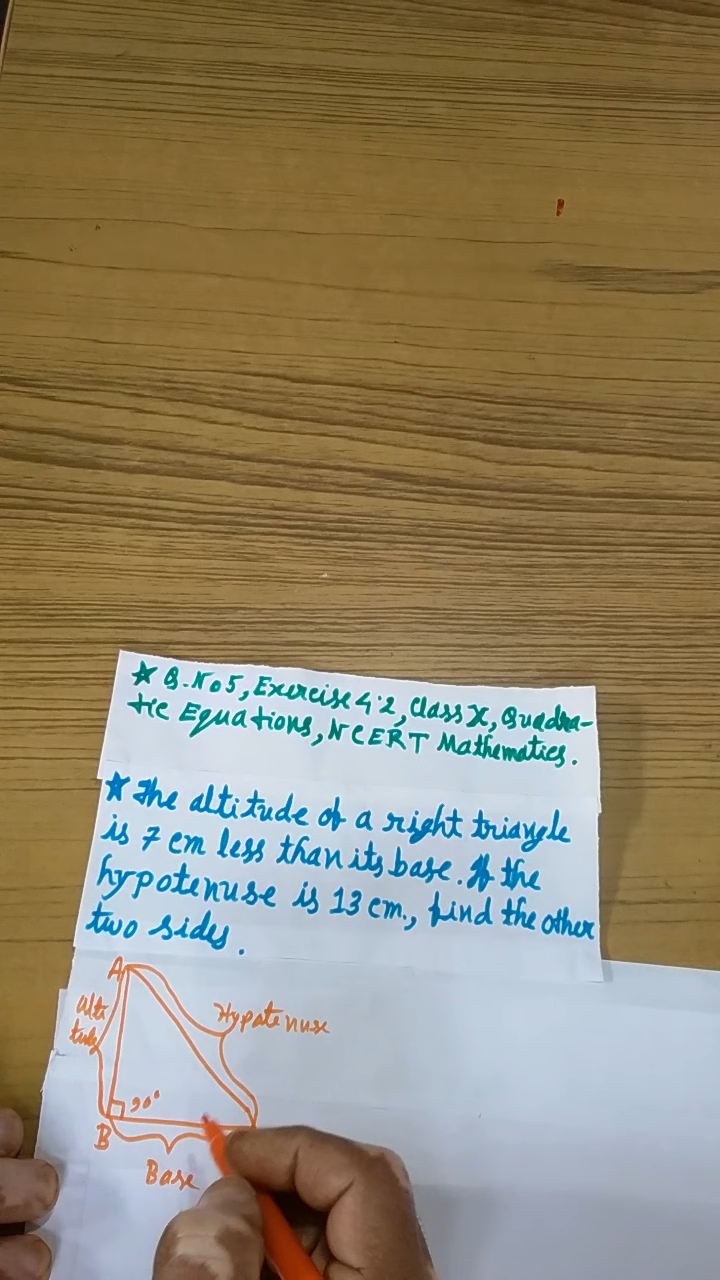 ★ Q.No5, Exercise 4.2, Class X, Quadra-
tic Equations, NCERT Mathematics.
★ The altitude of a right triangle
is 7 cm less than its base. If the
hypotenuse is 13 cm., find the other
two sides.
A
Alti
tude
Hypotenuse
90°
B
Base